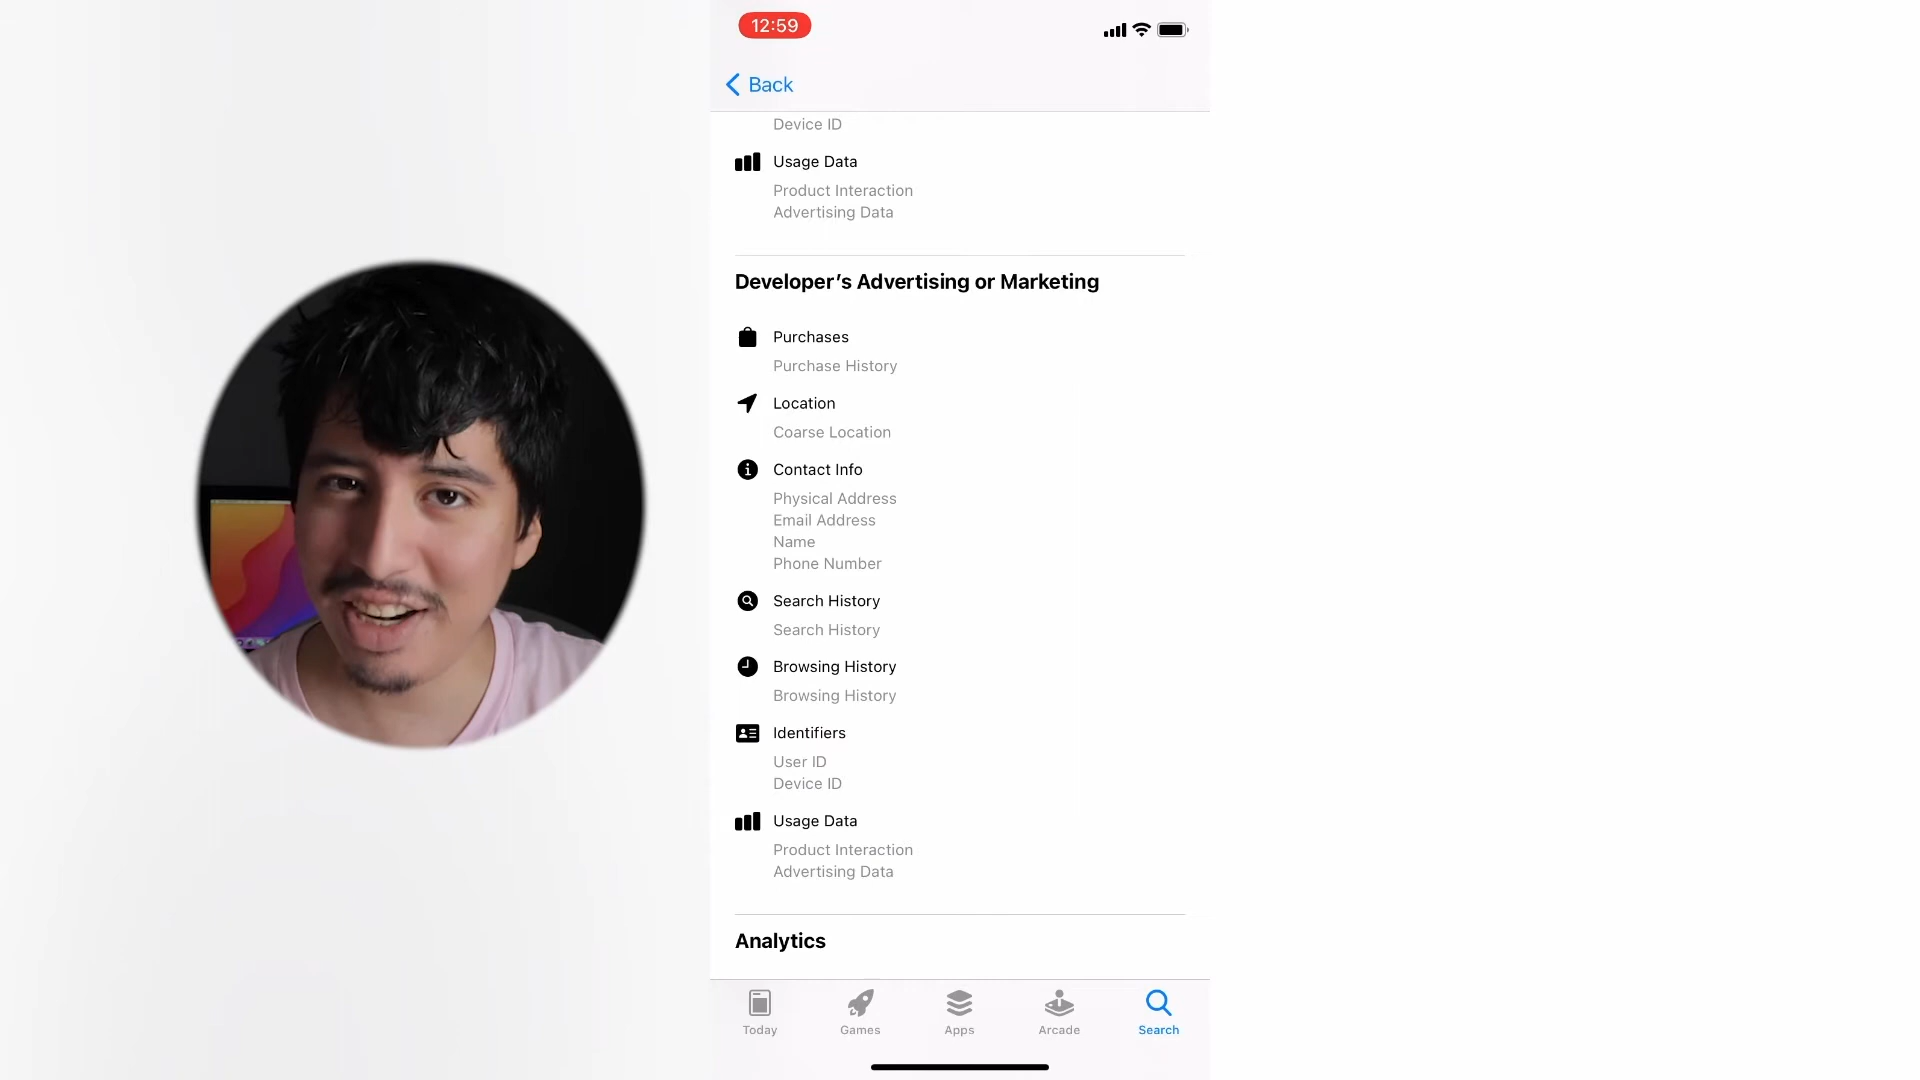 12:59
Back
Device ID
Usage Data
Product Interaction
Advertising Data
Developer’s Advertising or Marketing
Purchases
Purchase History
Location
Coarse Location
Contact Info
Physical Address
Email Address
Name
Phone Number
Search History
Search History
Browsing History
Browsing History
Identifiers
User ID
Device ID
Usage Data
Product Interaction
Advertising Data
Analytics
Today
Games
Apps
Arcade
Search